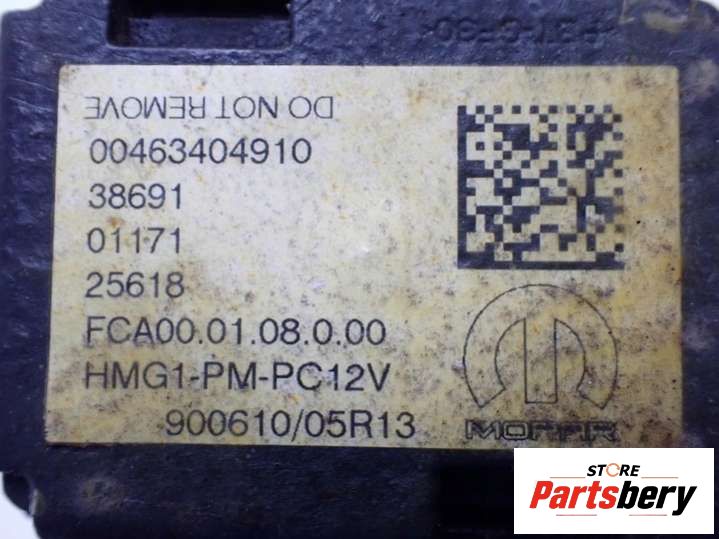 DO NOT REMOVE
00463404910
38691
01171
25618
FCA00.01.08.0.00
HMG1-PM-PC12V
900610/05R13
MOPAR
STORE
Partsbery